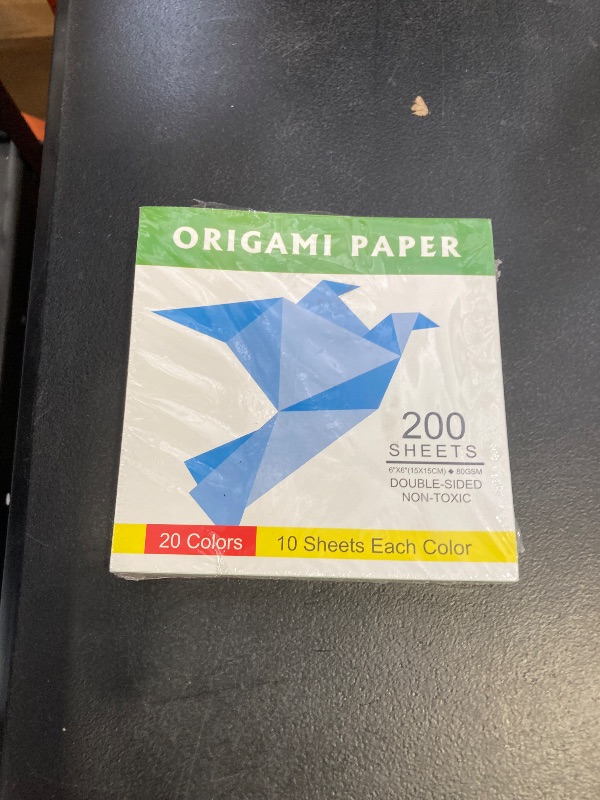 ORIGAMI PAPER
200
SHEETS
6"X6"(15X15CM) ◆ 80GSM
DOUBLE-SIDED
NON-TOXIC
20 Colors 10 Sheets Each Color